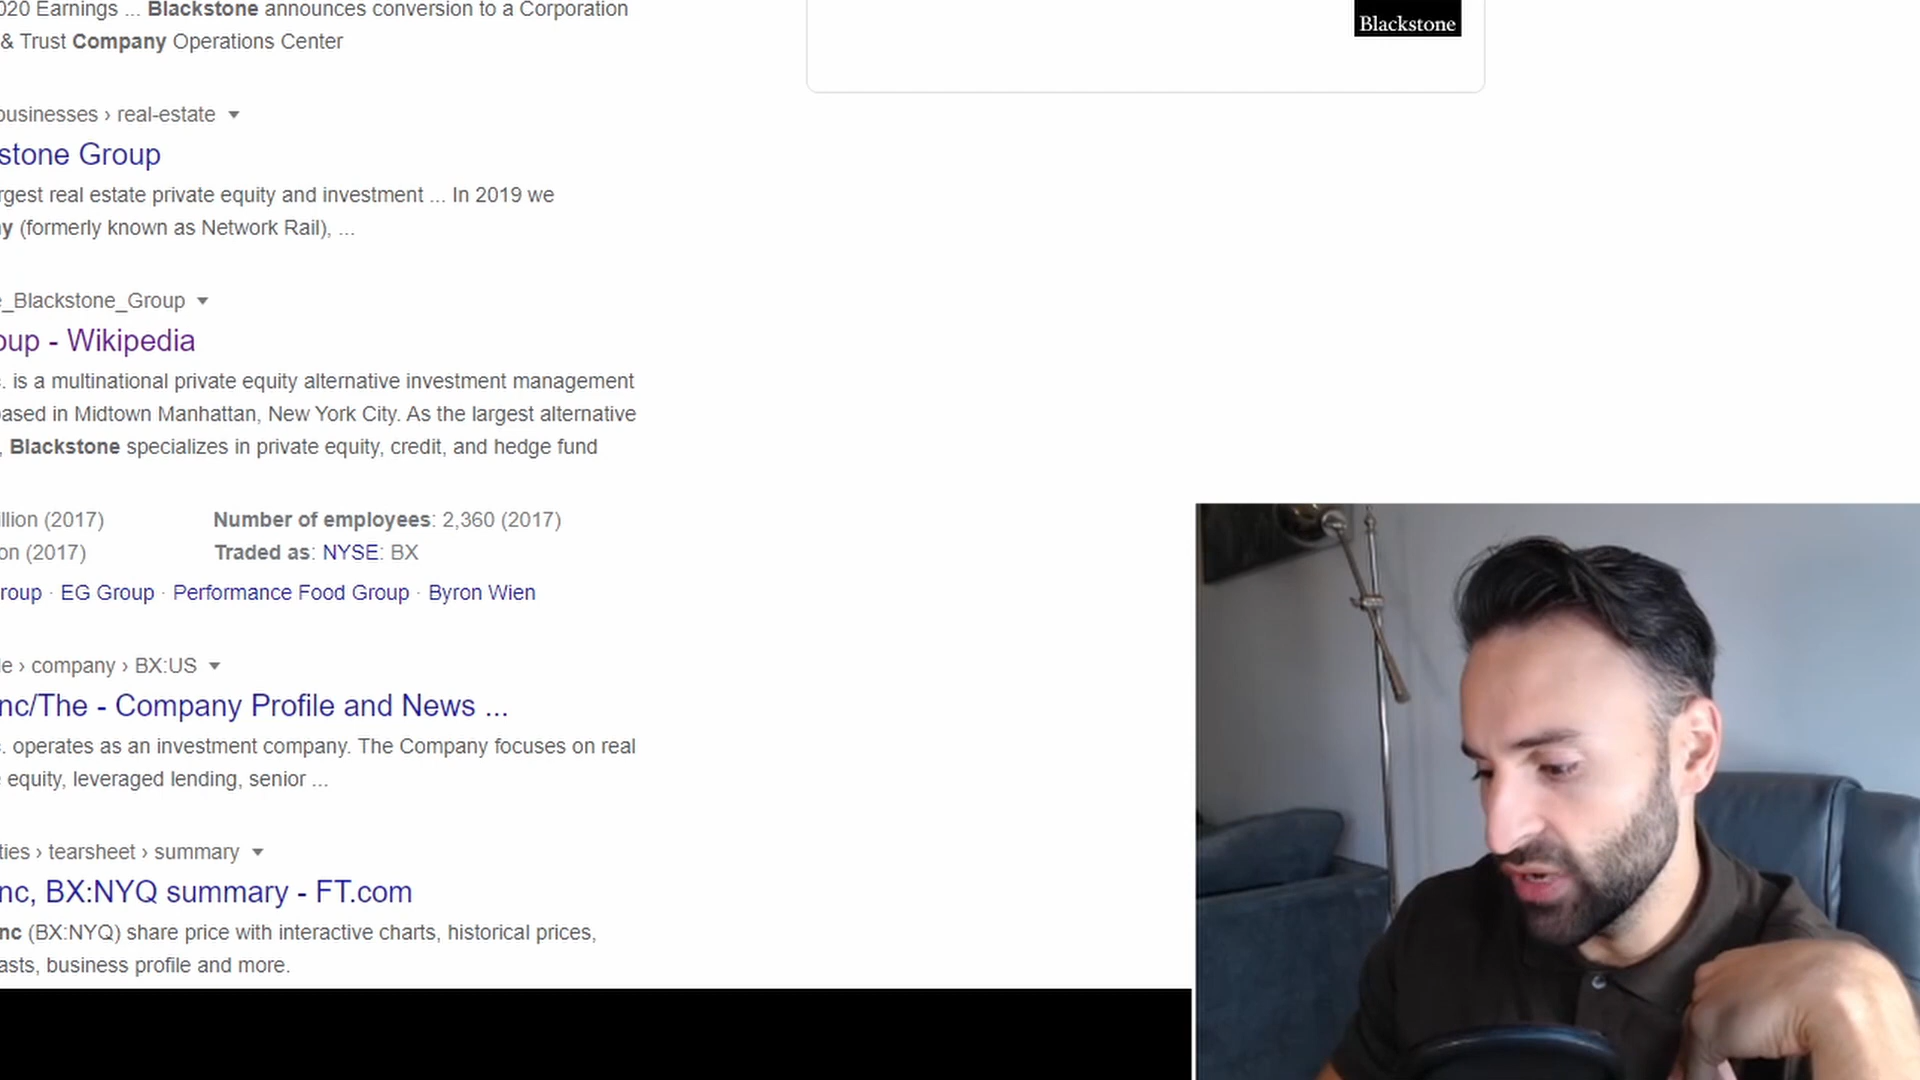 020 Earnings ... Blackstone announces conversion to a Corporation
& Trust Company Operations Center
Blackstone
businesses › real-estate
stone Group
rgest real estate private equity and investment ... In 2019 we
ny (formerly known as Network Rail), ...
e_Blackstone_Group
oup - Wikipedia
. is a multinational private equity alternative investment management
based in Midtown Manhattan, New York City. As the largest alternative
, Blackstone specializes in private equity, credit, and hedge fund
illion (2017)
Number of employees: 2,360 (2017)
on (2017)
Traded as: NYSE: BX
roup · EG Group · Performance Food Group · Byron Wien
le › company › BX:US
nc/The - Company Profile and News ...
. operates as an investment company. The Company focuses on real
e equity, leveraged lending, senior ...
ties › tearsheet › summary
nc, BX:NYQ summary - FT.com
nc (BX:NYQ) share price with interactive charts, historical prices,
asts, business profile and more.